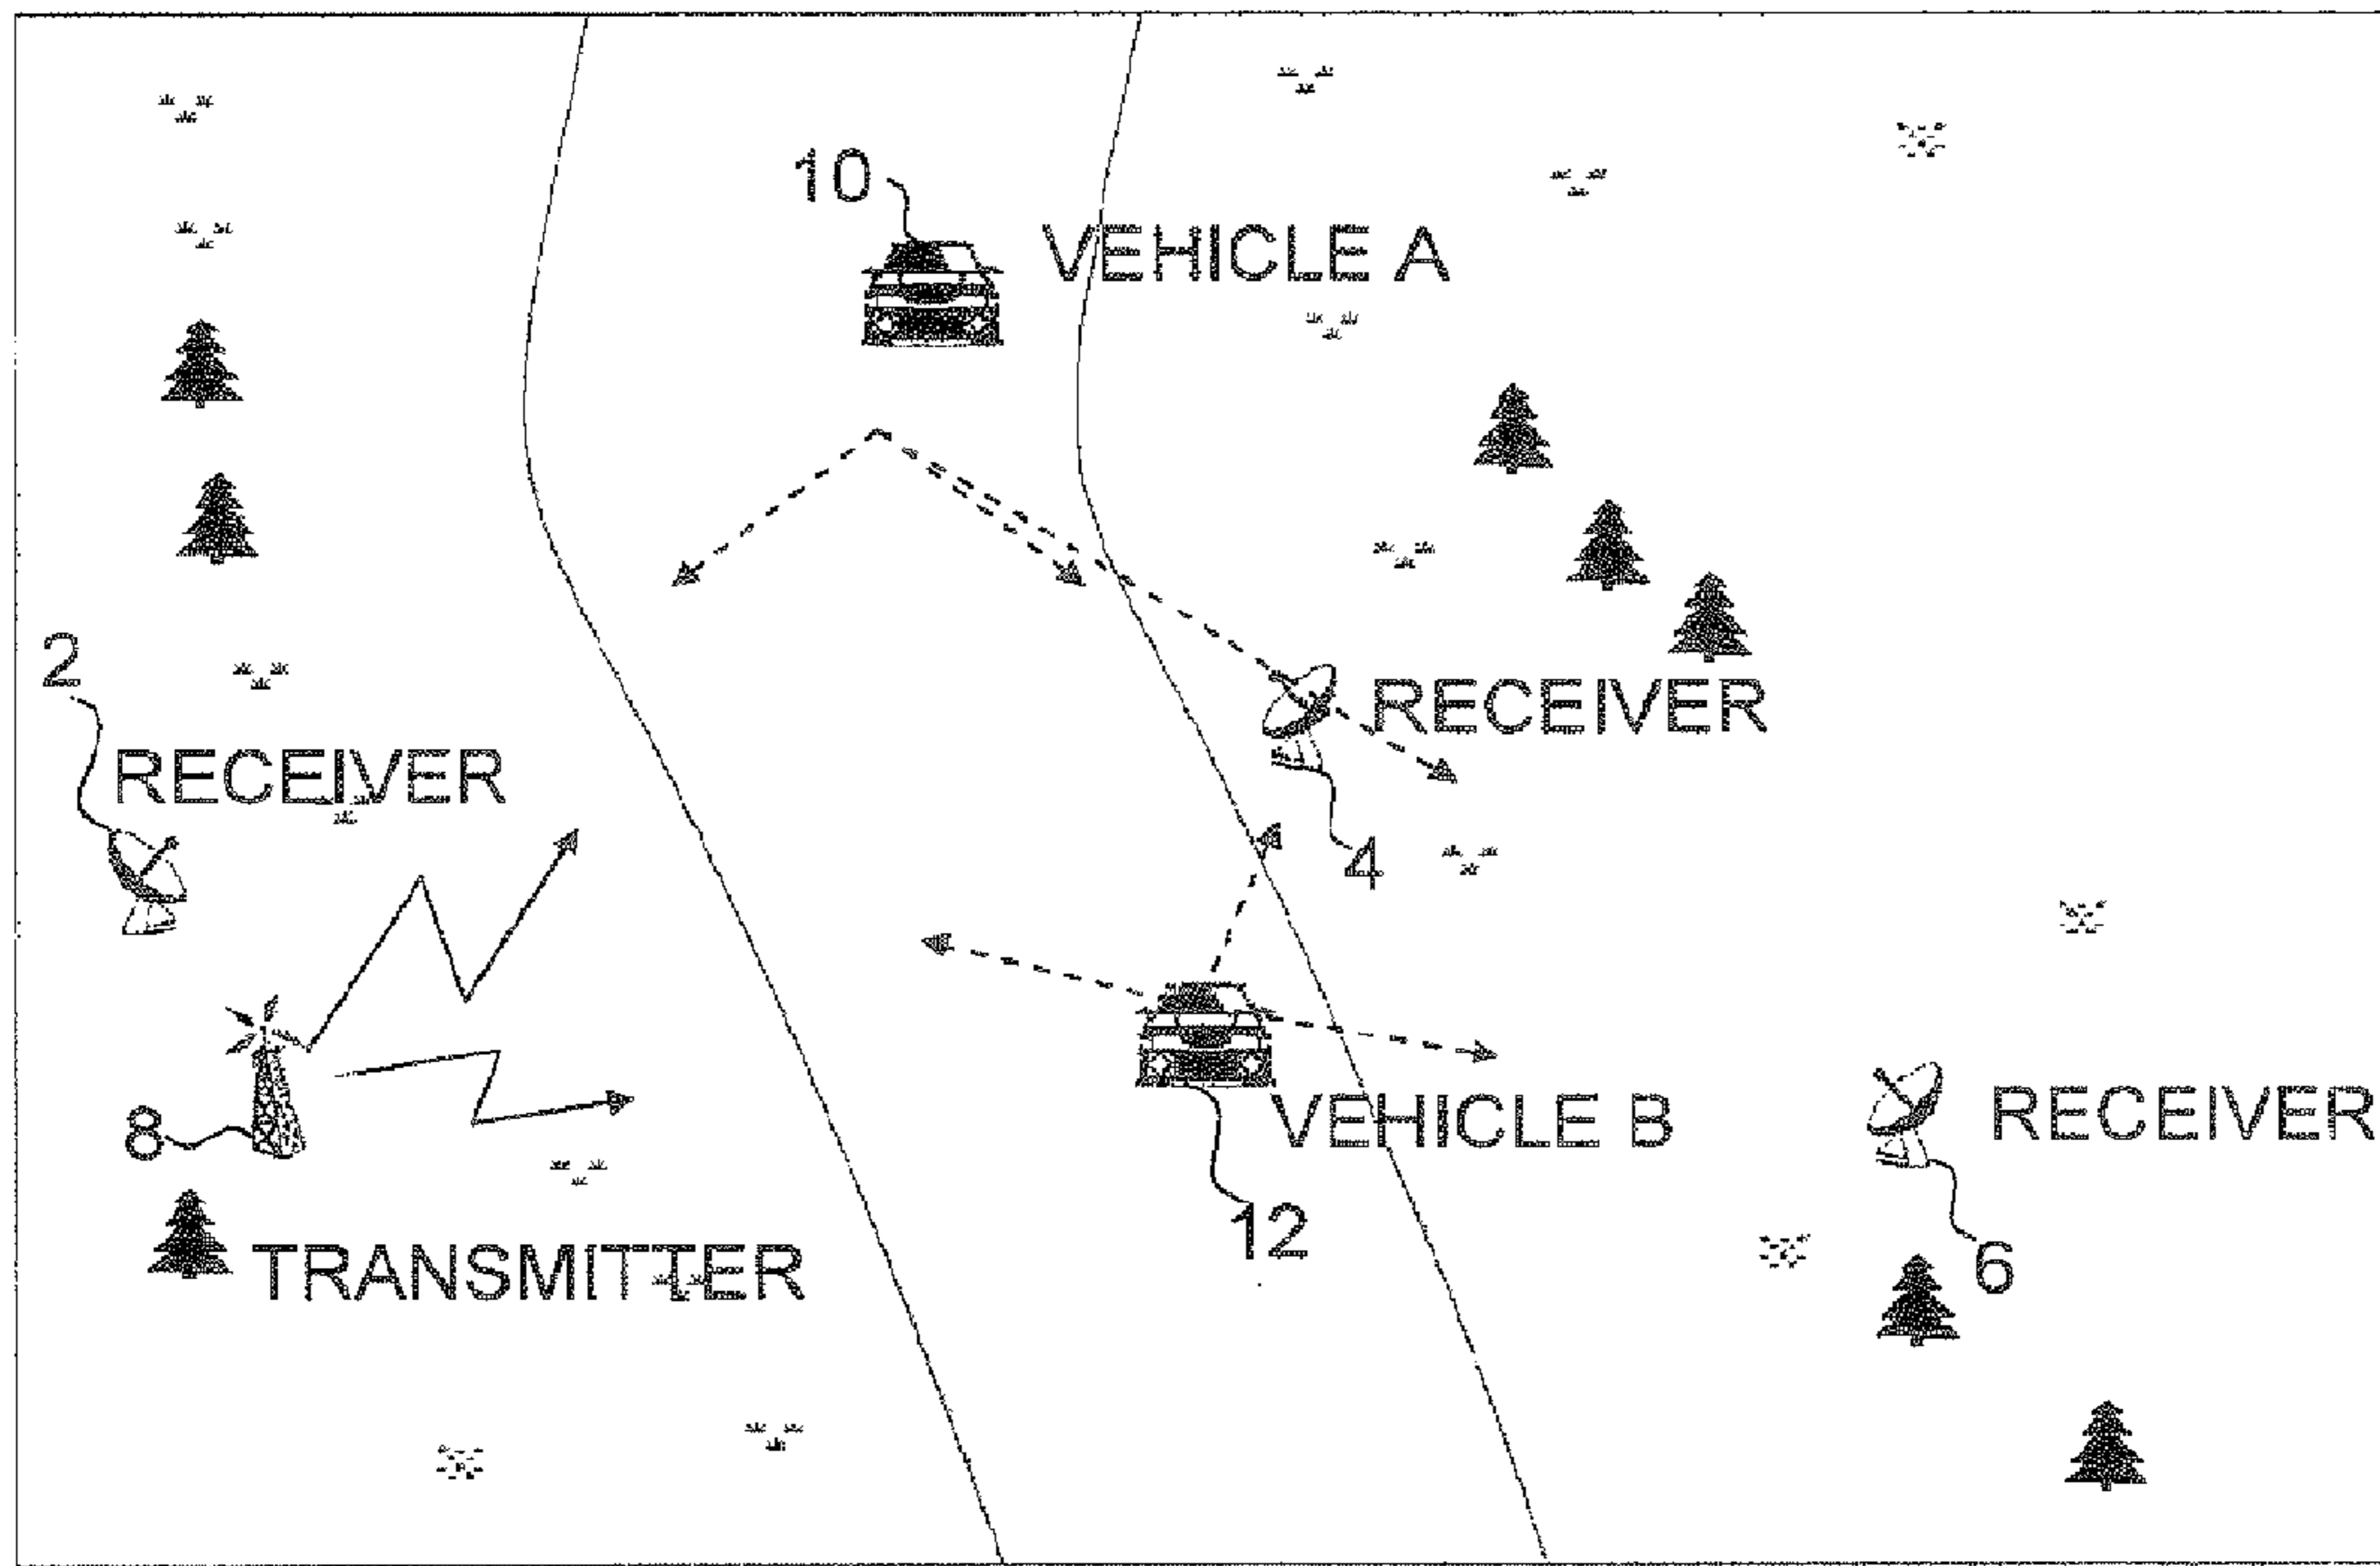 10
VEHICLE A
2
RECEIVER
RECEIVER
4
8
VEHICLE B
RECEIVER
12
TRANSMITTER
6